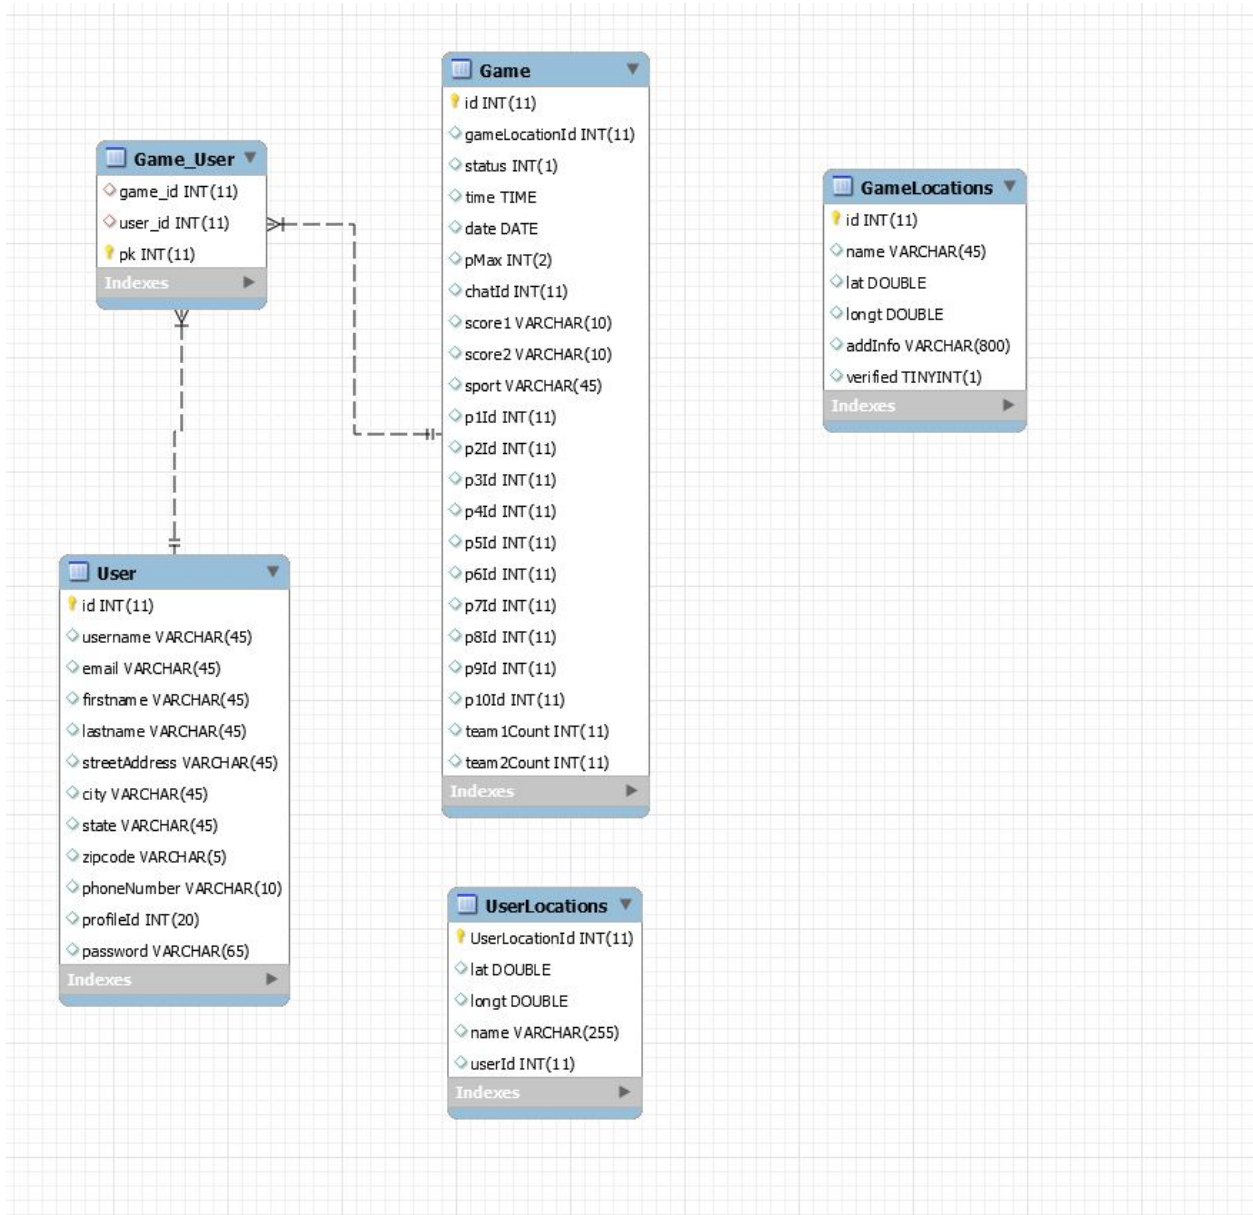 Game
id INT(11)
gameLocationId INT(11)
status INT(1)
time TIME
date DATE
pMax INT(2)
chatId INT(11)
score1 VARCHAR(10)
score2 VARCHAR(10)
sport VARCHAR(45)
p1Id INT(11)
p2Id INT(11)
p3Id INT(11)
p4Id INT(11)
p5Id INT(11)
p6Id INT(11)
p7Id INT(11)
p8Id INT(11)
p9Id INT(11)
p10Id INT(11)
team1Count INT(11)
team2Count INT(11)
Indexes
Game_User
game_id INT(11)
user_id INT(11)
pk INT(11)
Indexes
GameLocations
id INT(11)
name VARCHAR(45)
lat DOUBLE
longt DOUBLE
addInfo VARCHAR(800)
verified TINYINT(1)
Indexes
User
id INT(11)
username VARCHAR(45)
email VARCHAR(45)
firstname VARCHAR(45)
lastname VARCHAR(45)
streetAddress VARCHAR(45)
city VARCHAR(45)
state VARCHAR(45)
zipcode VARCHAR(5)
phoneNumber VARCHAR(10)
profileId INT(20)
password VARCHAR(65)
Indexes
UserLocations
UserLocationId INT(11)
lat DOUBLE
longt DOUBLE
name VARCHAR(255)
userId INT(11)
Indexes